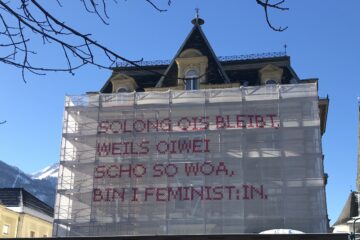 SOLONG OIS BLEIBT,
WEILS OIWEI
SCHO SO WOA,
BIN I FEMINIST:IN.